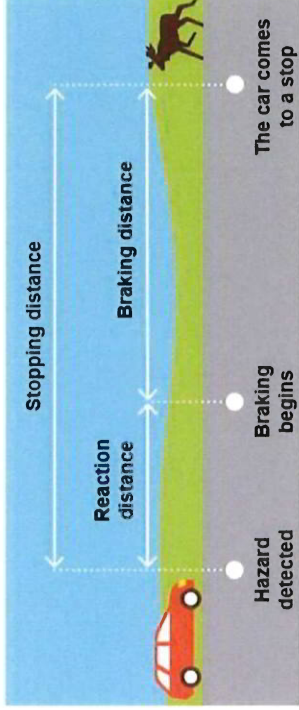 Stopping distance
Reaction
distance
Braking distance
Hazard
detected
Braking
begins
The car comes
to a stop